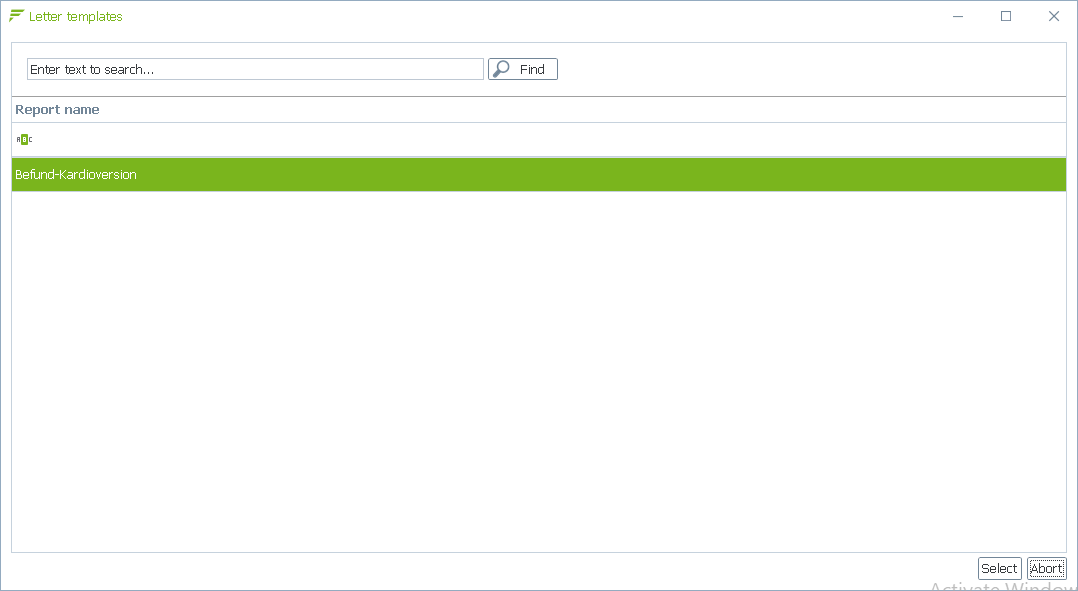 Letter templates
Enter text to search...
Find
Report name
ABC
Befund-Kardioversion
Select Abort
Activate Window